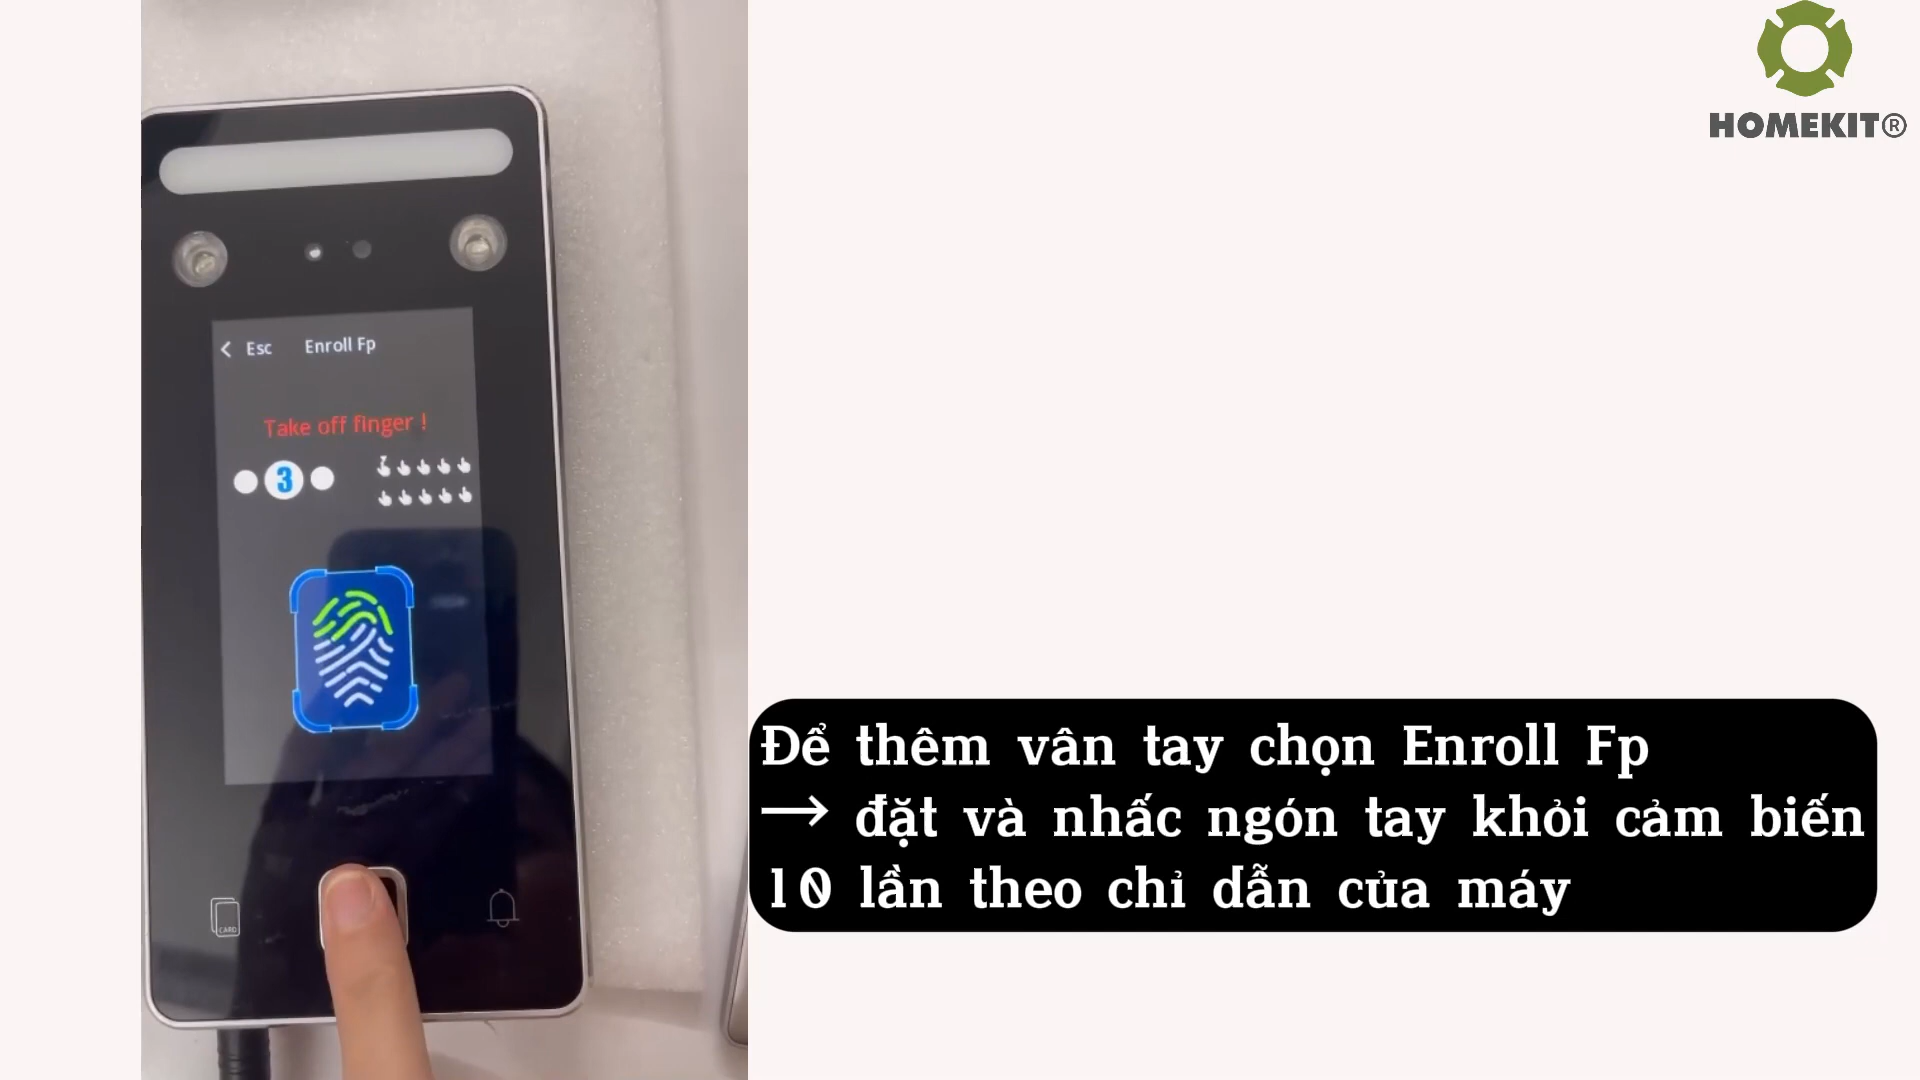 HOMEKIT®
Esc Enroll Fp
Take off finger !
3
CARD
Để thêm vân tay chọn Enroll Fp
→ đặt và nhấc ngón tay khỏi cảm biến
10 lần theo chỉ dẫn của máy